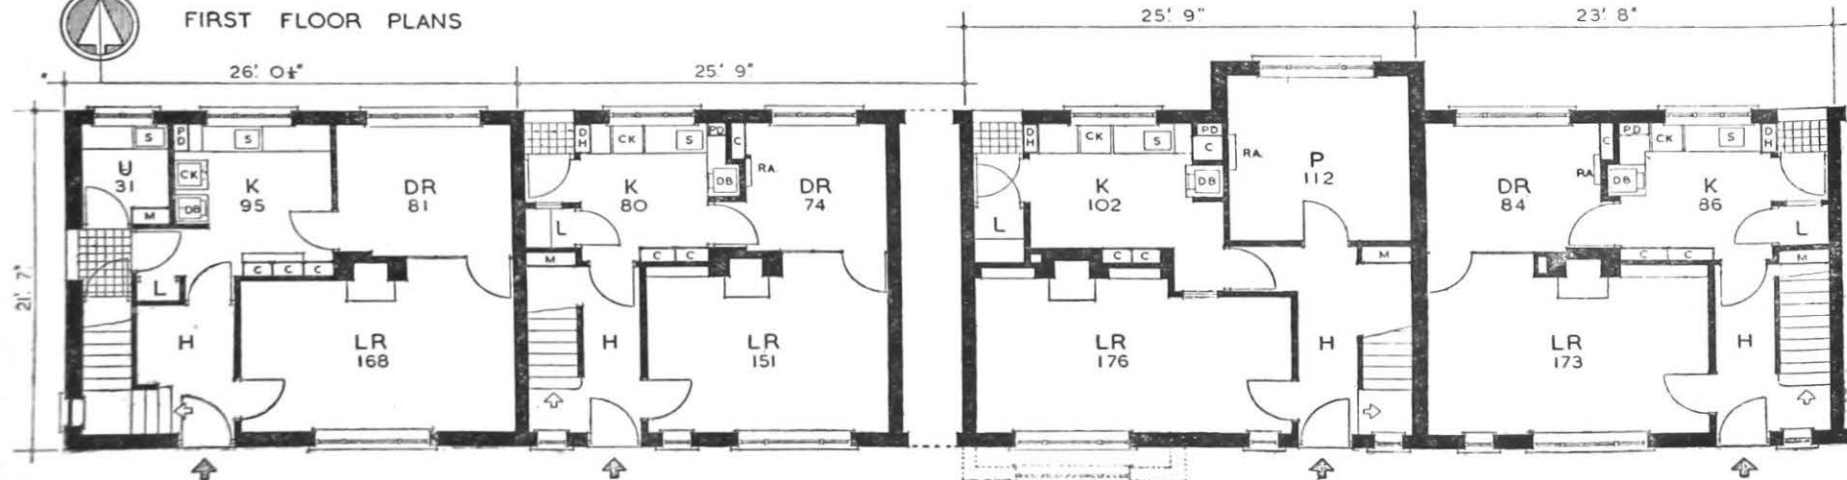 FIRST FLOOR PLANS
25'. 9"
23'. 8"
26'. 0½"
25'. 9"
21'. 7"
S
PD
S
U
31
CK
K
95
DB
M
DR
81
L
C C C
H
LR
168
DH
CK
S
PD
C
K
80
DB
RA.
DR
74
L
M
C C
H
LR
151
DH
CK
S
PD
C
RA.
K
102
DB
P
112
L
C C
M
LR
176
H
C
PD
CK
S
DH
RA.
DR
84
DB
K
86
L
C C
M
LR
173
H